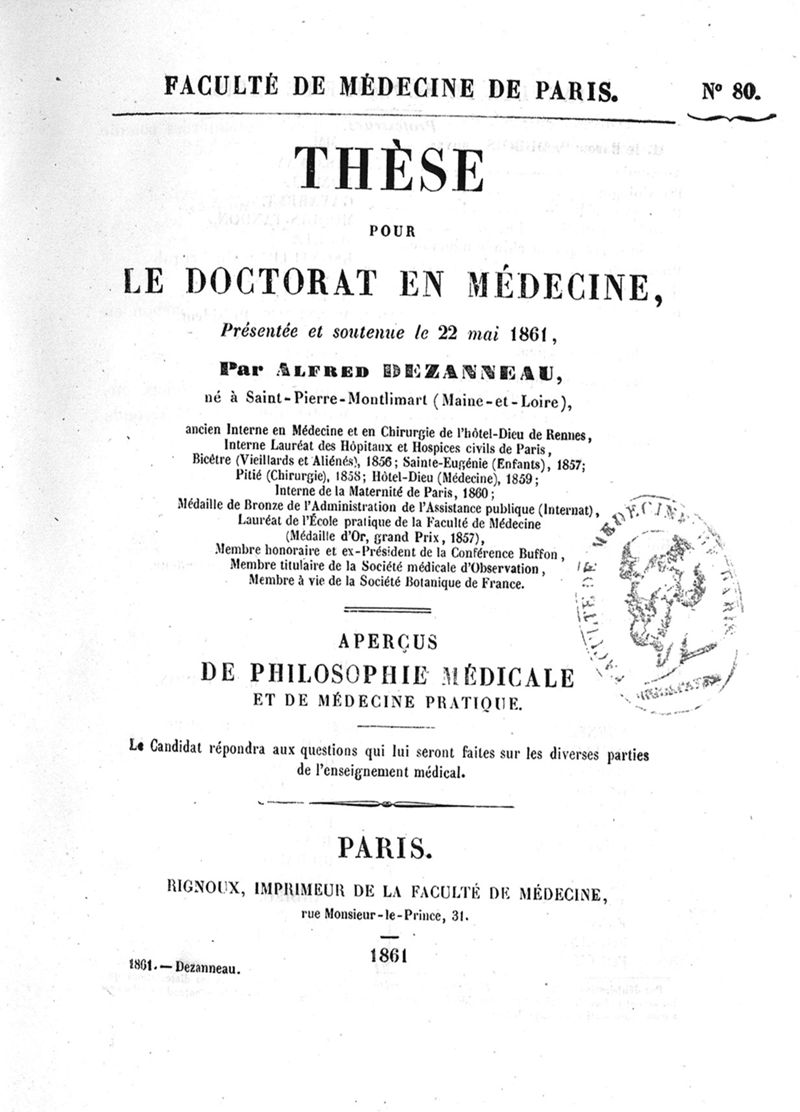 FACULTÉ DE MÉDECINE DE PARIS.
N° 80.
THÈSE
POUR
LE DOCTORAT EN MÉDECINE,
Présentée et soutenue le 22 mai 1861,
Par ALFRED DEZANNEAU,
né à Saint-Pierre-Montlimart (Maine-et-Loire),
ancien Interne en Médecine et en Chirurgie de l'hôtel-Dieu de Rennes,
Interne Lauréat des Hôpitaux et Hospices civils de Paris,
Bicêtre (Vieillards et Aliénés), 1856; Sainte-Eugénie (Enfants), 1857;
Pitié (Chirurgie), 1858; Hôtel-Dieu (Médecine), 1859;
Interne de la Maternité de Paris, 1860;
Médaille de Bronze de l'Administration de l'Assistance publique (Internat),
Lauréat de l'École pratique de la Faculté de Médecine
(Médaille d'Or, grand Prix, 1857),
Membre honoraire et ex-Président de la Conférence Buffon,
Membre titulaire de la Société médicale d'Observation,
Membre à vie de la Société Botanique de France.
FACULTE DE MEDECINE DE PARIS
APERÇUS
DE PHILOSOPHIE MÉDICALE
ET DE MÉDECINE PRATIQUE.
Le Candidat répondra aux questions qui lui seront faites sur les diverses parties
de l'enseignement médical.
PARIS.
RIGNOUX, IMPRIMEUR DE LA FACULTÉ DE MÉDECINE,
rue Monsieur-le-Prince, 31.
1861
1861. — Dezanneau.